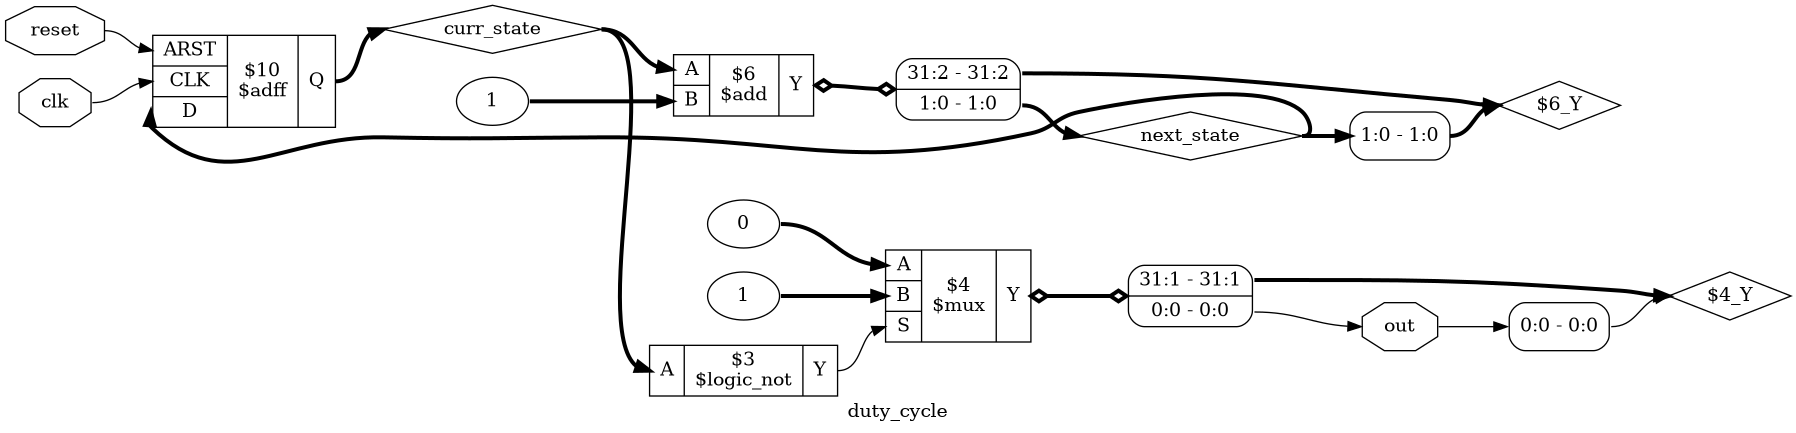 reset
clk
ARST
CLK
D
$10
$adff
Q
curr_state
1
A
B
$6
$add
Y
31:2 - 31:2
1:0 - 1:0
next_state
1:0 - 1:0
$6_Y
0
1
A
B
S
$4
$mux
Y
31:1 - 31:1
0:0 - 0:0
out
0:0 - 0:0
$4_Y
A
$3
$logic_not
Y
duty_cycle